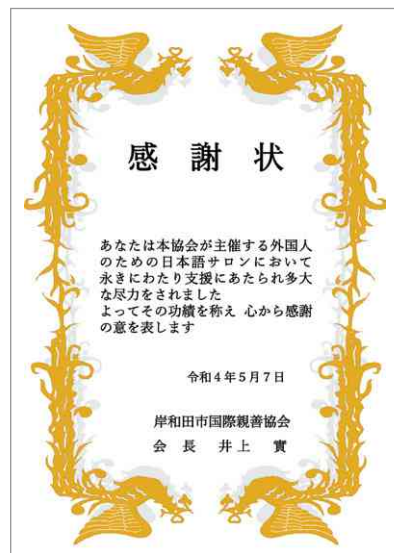 感謝状
あなたは本協会が主催する外国人
のための日本語サロンにおいて
永きにわたり支援にあたられ多大
な尽力をされました
よってその功績を称え 心から感謝
の意を表します
令和4年5月7日
岸和田市国際親善協会
会長 井上 實